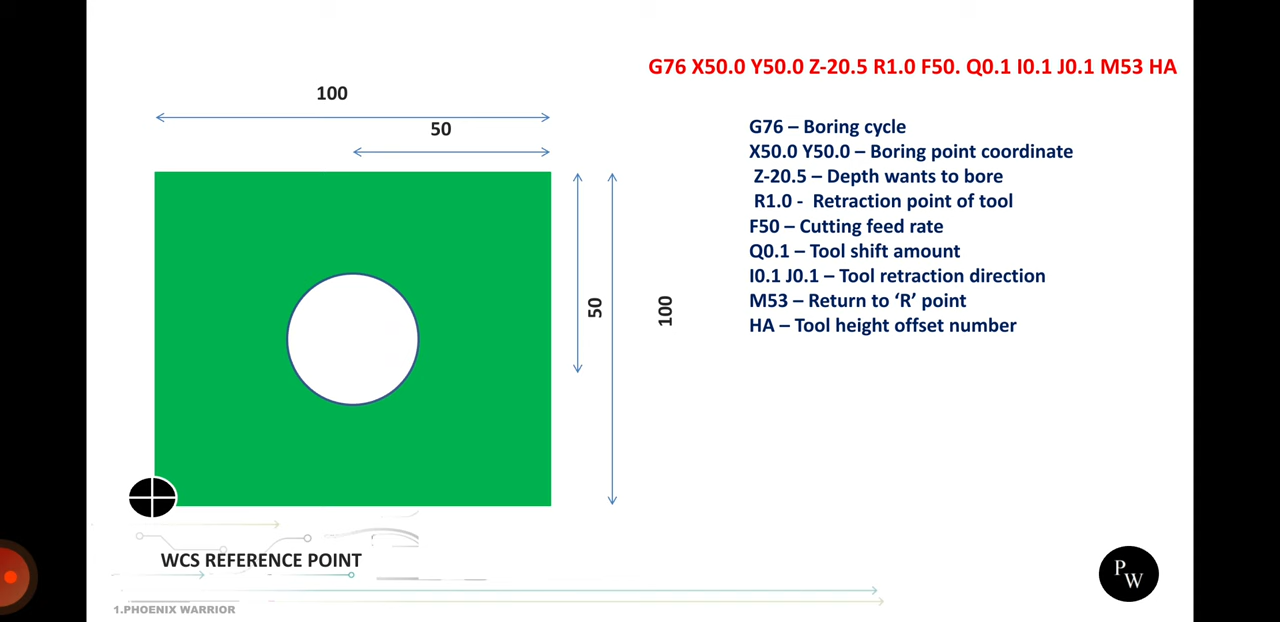 G76 X50.0 Y50.0 Z-20.5 R1.0 F50. Q0.1 I0.1 J0.1 M53 HA
100
50
50
100
G76 – Boring cycle
X50.0 Y50.0 – Boring point coordinate
Z-20.5 – Depth wants to bore
R1.0 - Retraction point of tool
F50 – Cutting feed rate
Q0.1 – Tool shift amount
I0.1 J0.1 – Tool retraction direction
M53 – Return to ‘R’ point
HA – Tool height offset number
WCS REFERENCE POINT
1.PHOENIX WARRIOR
P
W